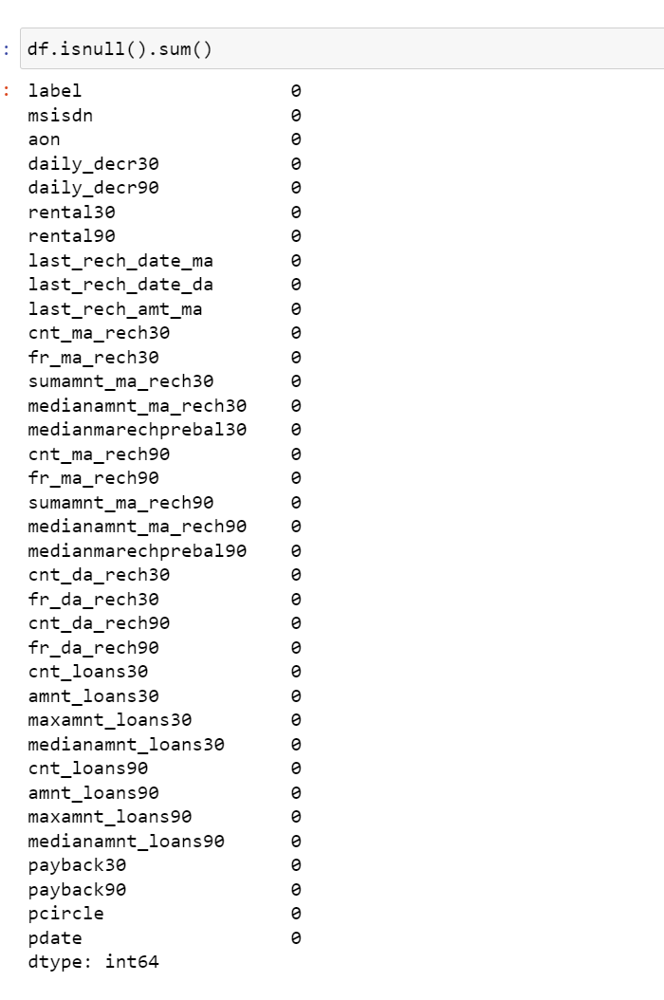 : df.isnull().sum()
: label 0
msisdn 0
aon 0
daily_decr30 0
daily_decr90 0
rental30 0
rental90 0
last_rech_date_ma 0
last_rech_date_da 0
last_rech_amt_ma 0
cnt_ma_rech30 0
fr_ma_rech30 0
sumamnt_ma_rech30 0
medianamnt_ma_rech30 0
medianmarechprebal30 0
cnt_ma_rech90 0
fr_ma_rech90 0
sumamnt_ma_rech90 0
medianamnt_ma_rech90 0
medianmarechprebal90 0
cnt_da_rech30 0
fr_da_rech30 0
cnt_da_rech90 0
fr_da_rech90 0
cnt_loans30 0
amnt_loans30 0
maxamnt_loans30 0
medianamnt_loans30 0
cnt_loans90 0
amnt_loans90 0
maxamnt_loans90 0
medianamnt_loans90 0
payback30 0
payback90 0
pcircle 0
pdate 0
dtype: int64